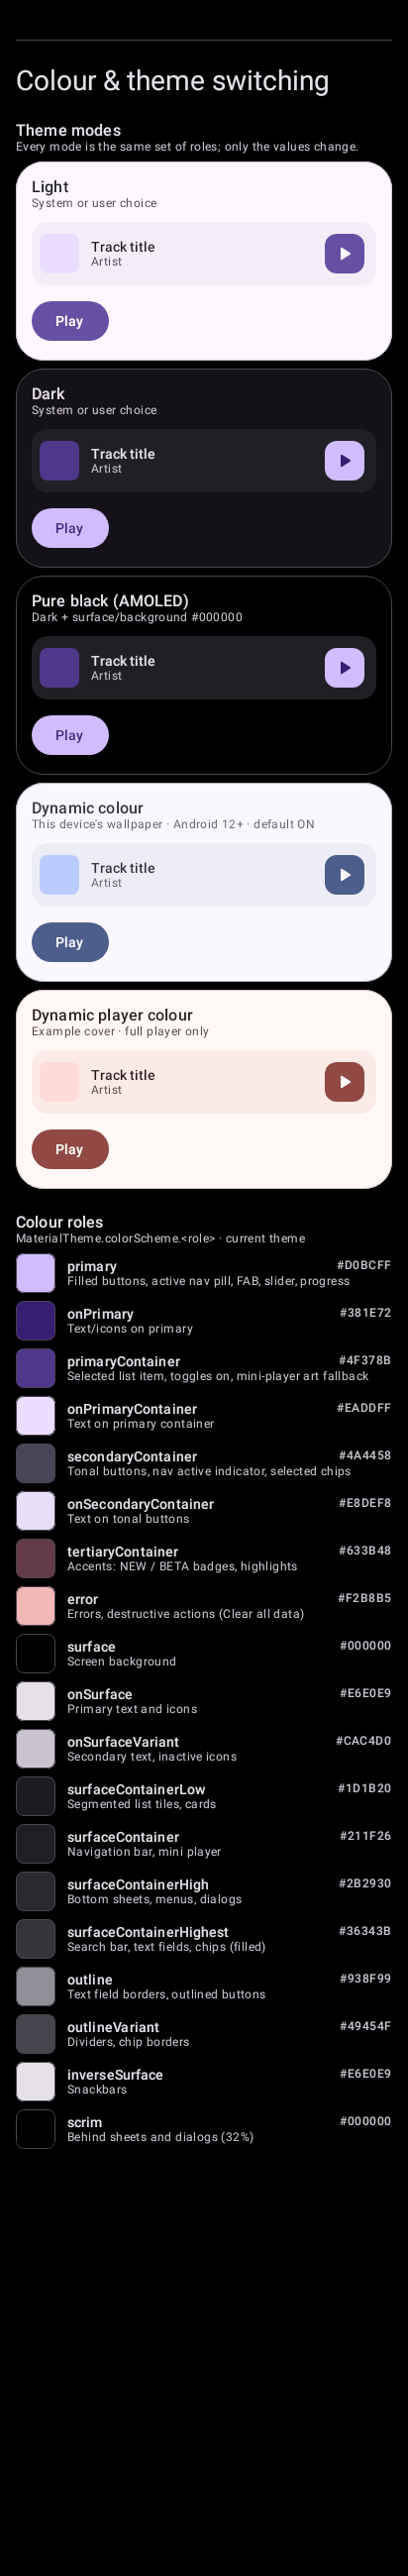 Colour & theme switching
Theme modes
Every mode is the same set of roles; only the values change.
Light
System or user choice
Track title
Artist
Play
Dark
System or user choice
Track title
Artist
Play
Pure black (AMOLED)
Dark + surface/background #000000
Track title
Artist
Play
Dynamic colour
This device's wallpaper · Android 12+ · default ON
Track title
Artist
Play
Dynamic player colour
Example cover · full player only
Track title
Artist
Play
Colour roles
MaterialTheme.colorScheme.<role> · current theme
primary #D0BCFF
Filled buttons, active nav pill, FAB, slider, progress
onPrimary #381E72
Text/icons on primary
primaryContainer #4F378B
Selected list item, toggles on, mini-player art fallback
onPrimaryContainer #EADDFF
Text on primary container
secondaryContainer #4A4458
Tonal buttons, nav active indicator, selected chips
onSecondaryContainer #E8DEF8
Text on tonal buttons
tertiaryContainer #633B48
Accents: NEW / BETA badges, highlights
error #F2B8B5
Errors, destructive actions (Clear all data)
surface #000000
Screen background
onSurface #E6E0E9
Primary text and icons
onSurfaceVariant #CAC4D0
Secondary text, inactive icons
surfaceContainerLow #1D1B20
Segmented list tiles, cards
surfaceContainer #211F26
Navigation bar, mini player
surfaceContainerHigh #2B2930
Bottom sheets, menus, dialogs
surfaceContainerHighest #36343B
Search bar, text fields, chips (filled)
outline #938F99
Text field borders, outlined buttons
outlineVariant #49454F
Dividers, chip borders
inverseSurface #E6E0E9
Snackbars
scrim #000000
Behind sheets and dialogs (32%)